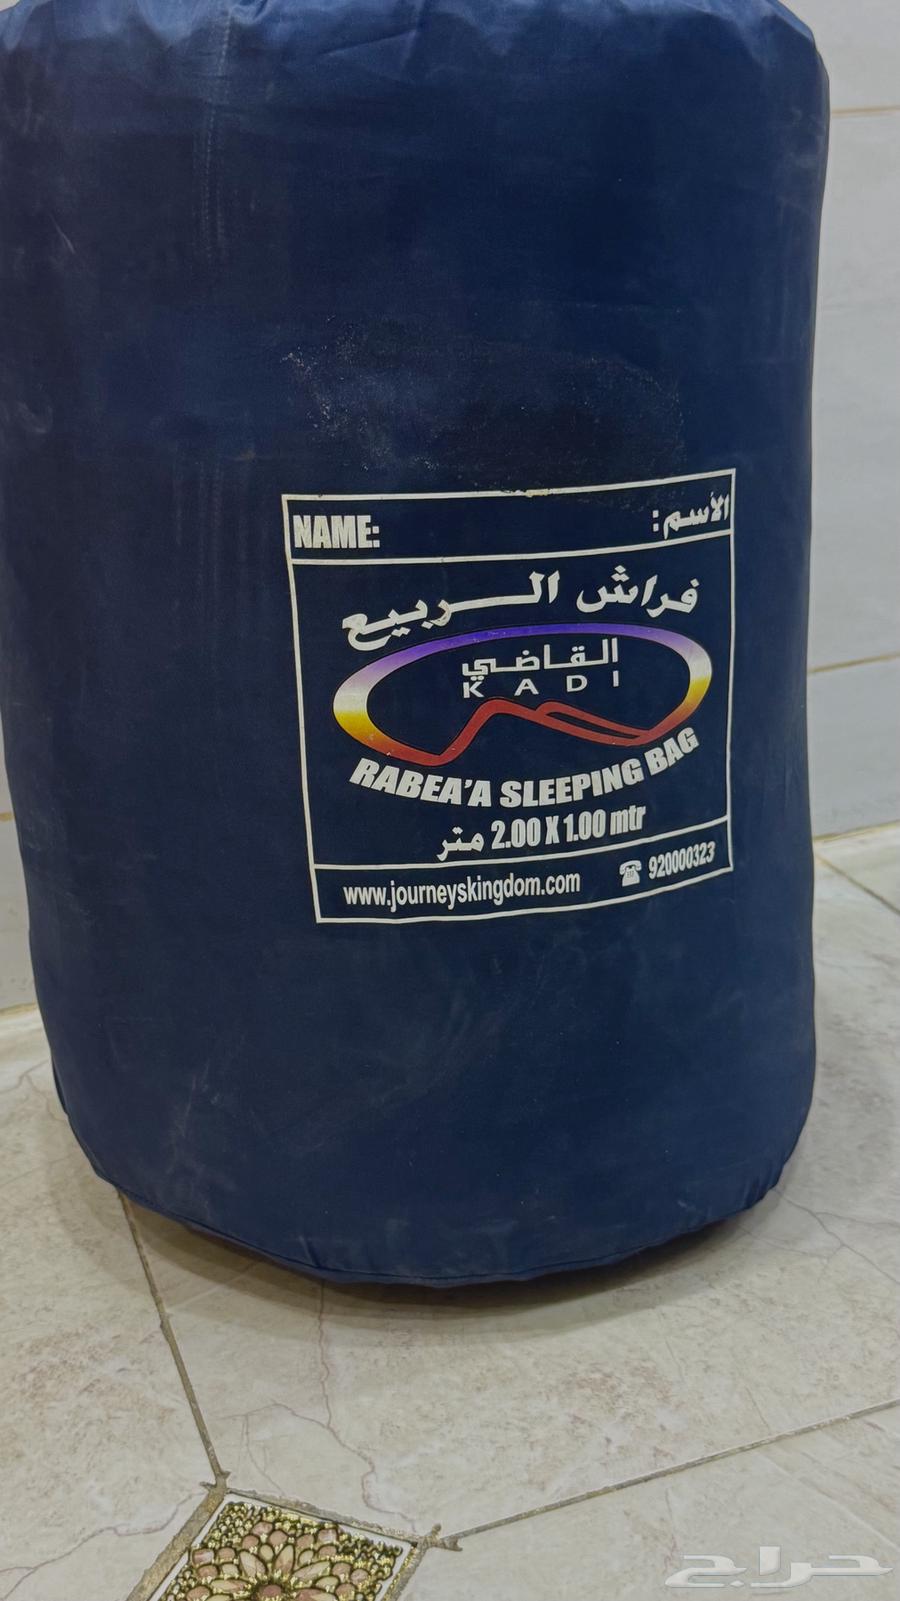 NAME: الأسم:
فراش الربيع
القاضي
KADI
RABEA'A SLEEPING BAG
2.00 X 1.00 mtr متر
www.journeyskingdom.com ☎ 920000323
حراج